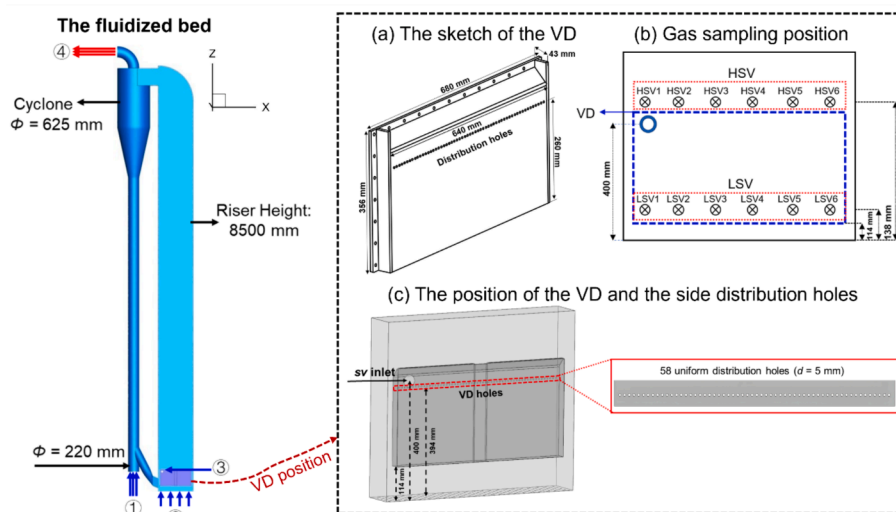 The fluidized bed
④
Z
X
Cyclone
Φ = 625 mm
Riser Height:
8500 mm
Φ = 220 mm
③
①
VD position
(a) The sketch of the VD
43 mm
680 mm
640 mm
Distribution holes
260 mm
356 mm
(b) Gas sampling position
HSV
HSV1 HSV2 HSV3 HSV4 HSV5 HSV6
VD
400 mm
LSV
LSV1 LSV2 LSV3 LSV4 LSV5 LSV6
114 mm
138 mm
(c) The position of the VD and the side distribution holes
sv inlet
VD holes
400 mm
394 mm
114 mm
58 uniform distribution holes (d = 5 mm)